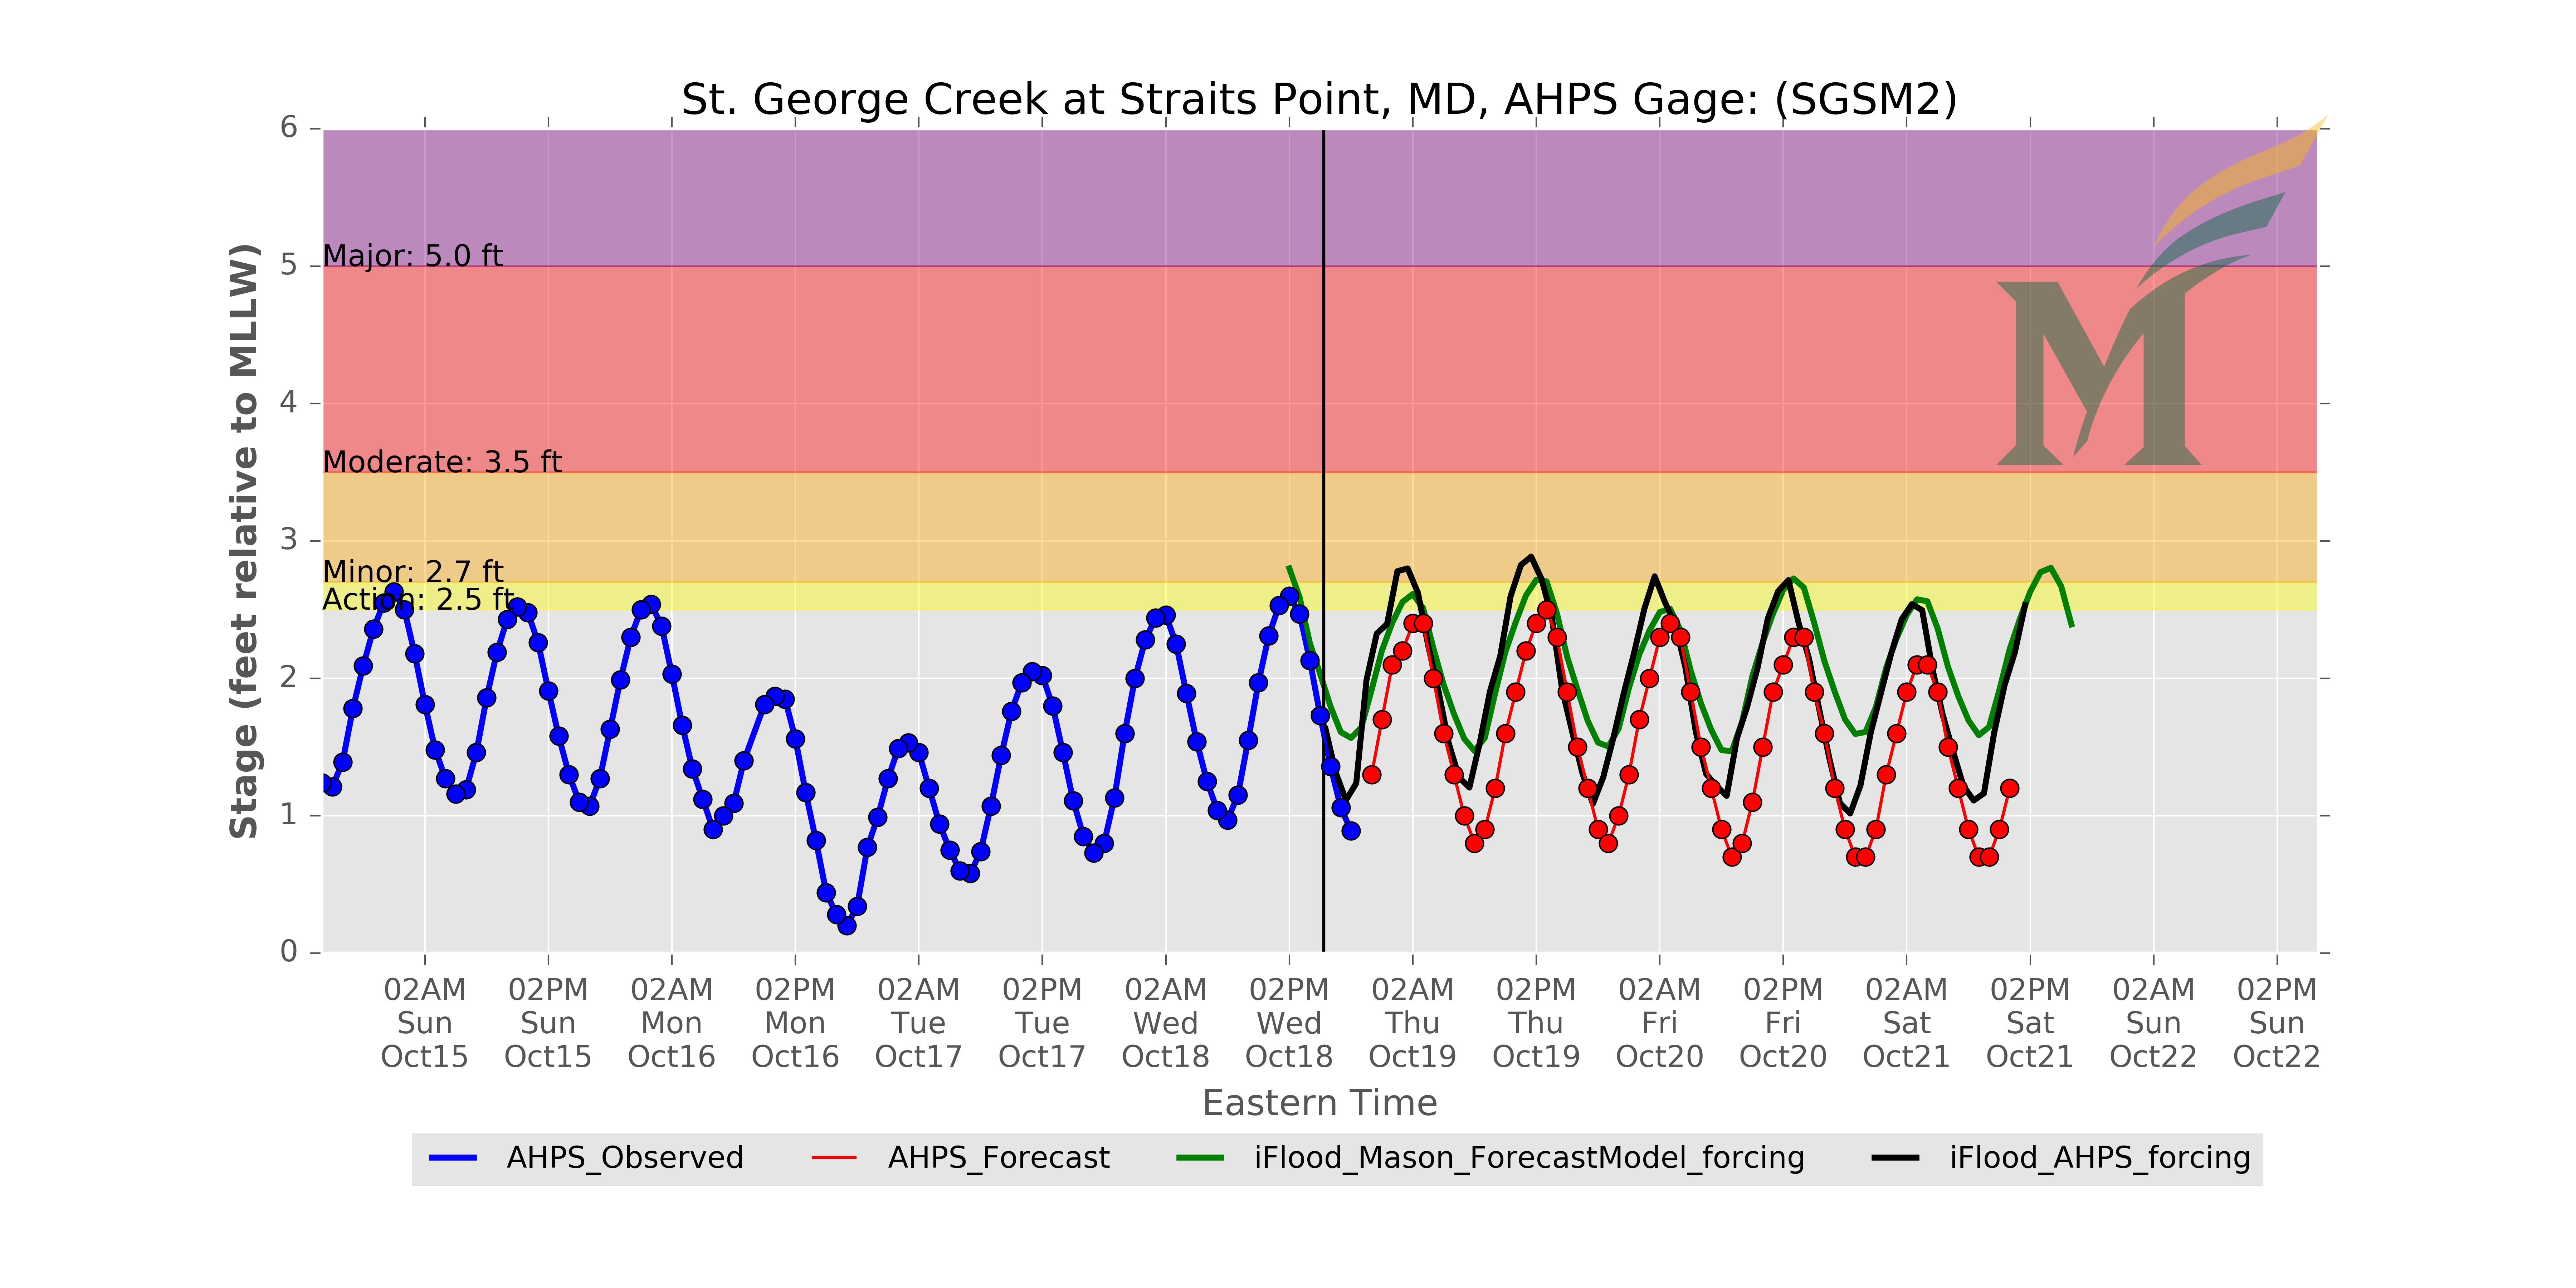 St. George Creek at Straits Point, MD, AHPS Gage: (SGSM2)
Stage (feet relative to MLLW)
6
5
4
3
2
1
0
Major: 5.0 ft
Moderate: 3.5 ft
Minor: 2.7 ft
Action: 2.5 ft
M
02AM 02PM 02AM 02PM 02AM 02PM 02AM 02PM 02AM 02PM 02AM 02PM 02AM 02PM 02AM 02PM
Sun Sun Mon Mon Tue Tue Wed Wed Thu Thu Fri Fri Sat Sat Sun Sun
Oct15 Oct15 Oct16 Oct16 Oct17 Oct17 Oct18 Oct18 Oct19 Oct19 Oct20 Oct20 Oct21 Oct21 Oct22 Oct22
Eastern Time
AHPS_Observed AHPS_Forecast iFlood_Mason_ForecastModel_forcing iFlood_AHPS_forcing